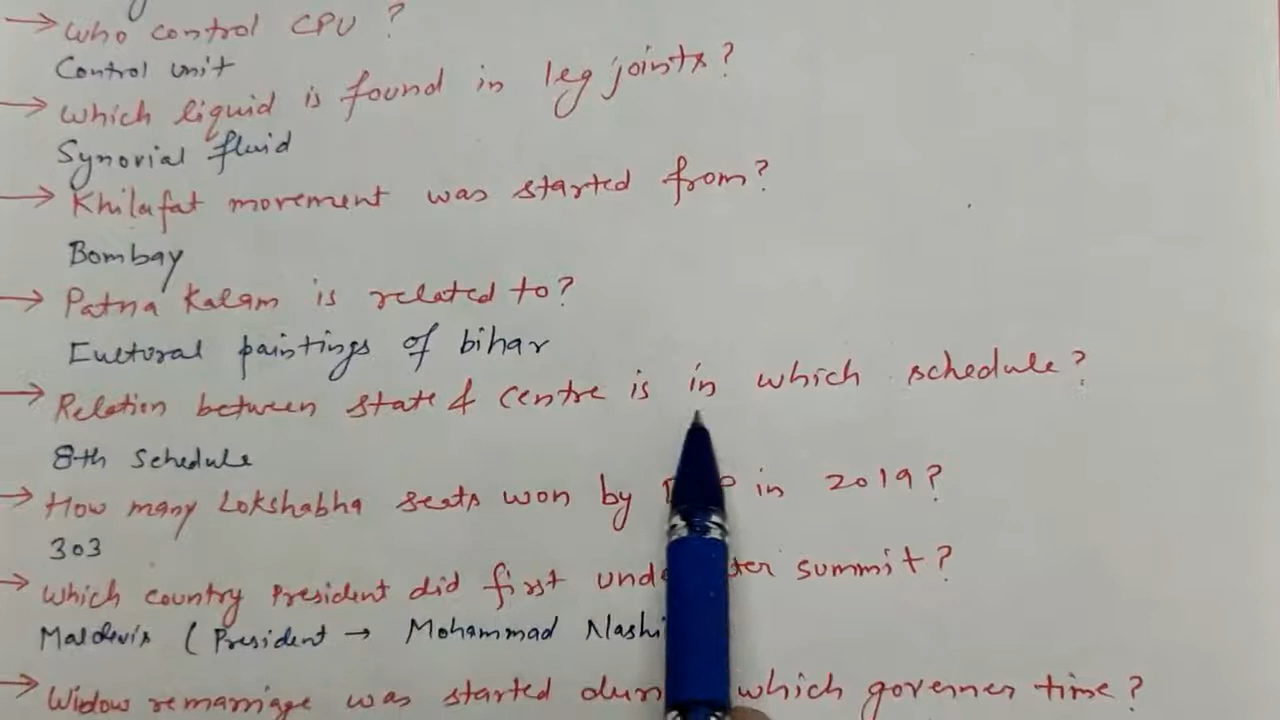 → Who control CPU ?
Control unit
→ Which liquid is found in leg joints?
Synovial fluid
→ Khilafat movement was started from?
Bombay
→ Patna Kalam is related to?
Cultural paintings of bihar
→ Relation between state & centre is in which schedule?
8th Schedule
→ How many Lokshabha seats won by in 2019?
303
→ Which country President did first summit?
Maldevis (President → Mohammad
→ Widow remarriage was started which governer time?